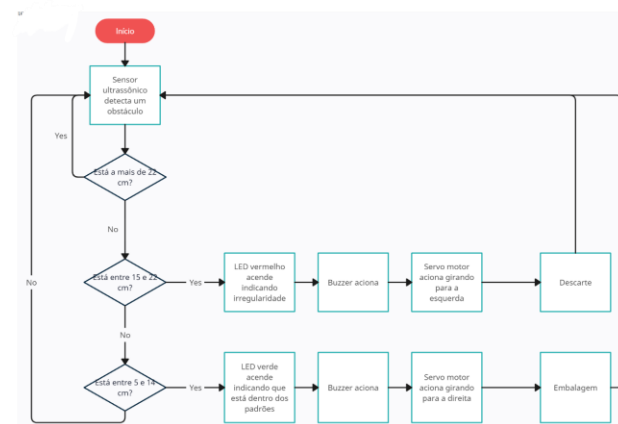 or
Início
Sensor
ultrassônico
detecta um
obstáculo
Yes
Está a mais de 22
cm?
No
Está entre 15 e 22
cm?
Yes
LED vermelho
acende
indicando
irregularidade
Buzzer aciona
Servo motor
aciona girando
para a
esquerda
Descarte
No
No
Está entre 5 e 14
cm?
Yes
LED verde
acende
indicando que
está dentro dos
padrões
Buzzer aciona
Servo motor
aciona girando
para a direita
Embalagem